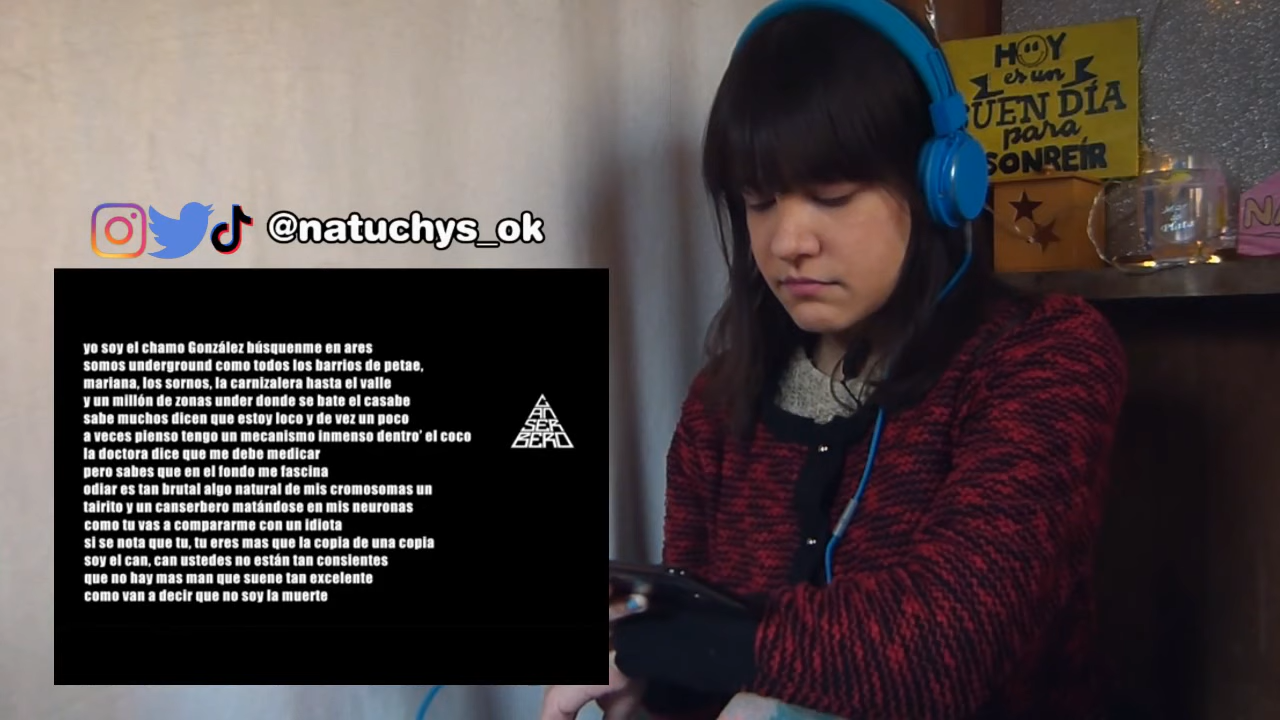 HOY
es un
BUEN DÍA
para
SONREÍR
@natuchys_ok
yo soy el chamo González búsquenme en ares
somos underground como todos los barrios de petae,
mariana, los sornos, la carnizalera hasta el valle
y un millón de zonas under donde se bate el casabe
sabe muchos dicen que estoy loco y de vez un poco
a veces pienso tengo un mecanismo inmenso dentro' el coco
la doctora dice que me debe medicar
pero sabes que en el fondo me fascina
odiar es tan brutal algo natural de mis cromosomas un
tairito y un canserbero matándose en mis neuronas
como tu vas a compararme con un idiota
si se nota que tu, tu eres mas que la copia de una copia
soy el can, can ustedes no están tan consientes
que no hay mas man que suene tan excelente
como van a decir que no soy la muerte
CAN
SER
BERO